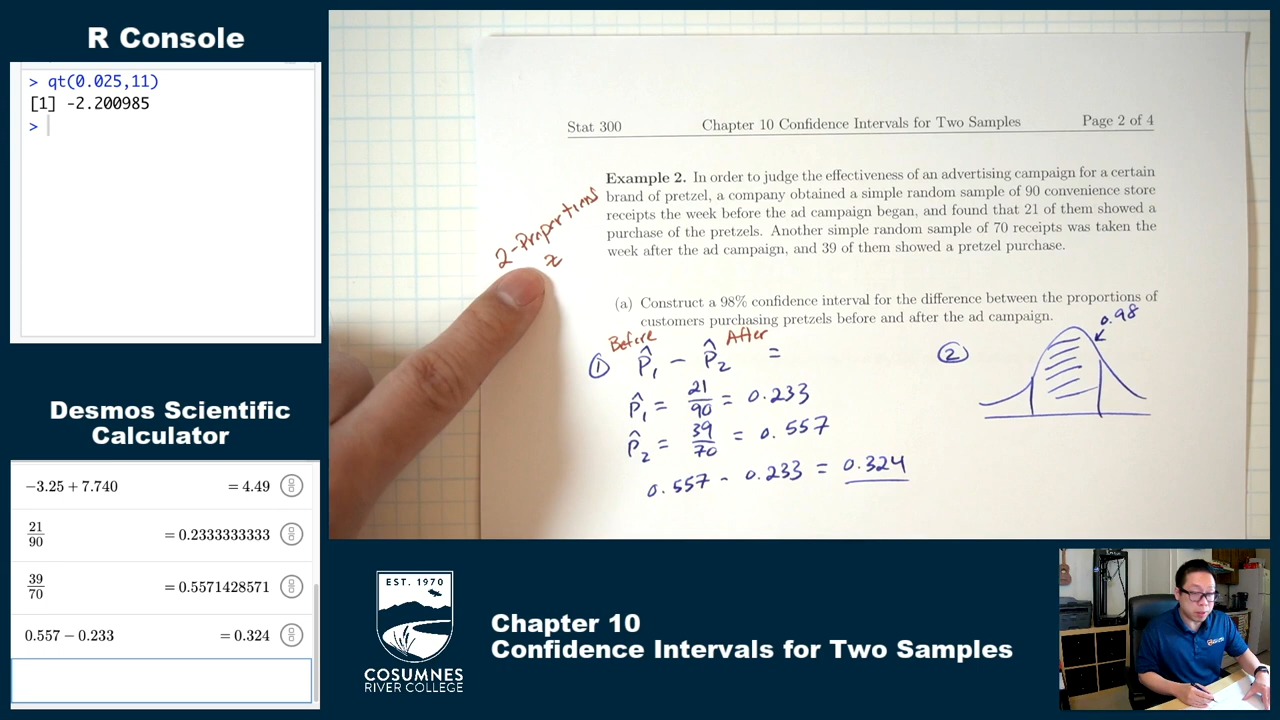 R Console
> qt(0.025,11)
[1] -2.200985
>
Desmos Scientific
Calculator
−3.25 + 7.740 = 4.49
21/90 = 0.2333333333
39/70 = 0.5571428571
0.557 − 0.233 = 0.324
Stat 300 Chapter 10 Confidence Intervals for Two Samples Page 2 of 4
Example 2. In order to judge the effectiveness of an advertising campaign for a certain
brand of pretzel, a company obtained a simple random sample of 90 convenience store
receipts the week before the ad campaign began, and found that 21 of them showed a
purchase of the pretzels. Another simple random sample of 70 receipts was taken the
week after the ad campaign, and 39 of them showed a pretzel purchase.
2-Proportions
z
(a) Construct a 98% confidence interval for the difference between the proportions of
customers purchasing pretzels before and after the ad campaign.
Before After
① p̂₁ − p̂₂ =
p̂₁ = 21/90 = 0.233
p̂₂ = 39/70 = 0.557
0.557 - 0.233 = 0.324
②
0.98
EST. 1970
COSUMNES
RIVER COLLEGE
Chapter 10
Confidence Intervals for Two Samples